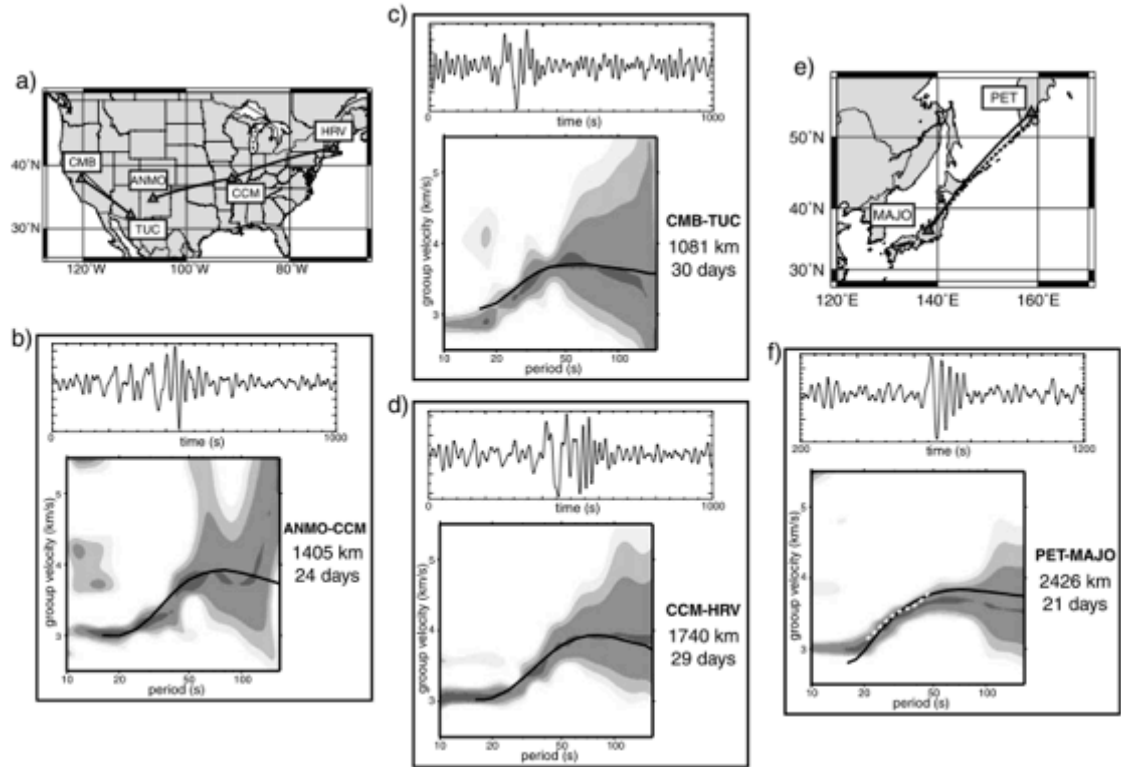 a)
HRV
CMB
ANMO
CCM
TUC
40°N
30°N
120°W
100°W
80°W
b)
0
1000
time (s)
grooup velocity (km/s)
5
4
3
10
20
50
100
period (s)
ANMO-CCM
1405 km
24 days
c)
0
1000
time (s)
grooup velocity (km/s)
5
4
3
10
20
50
100
period (s)
CMB-TUC
1081 km
30 days
d)
0
1000
time (s)
grooup velocity (km/s)
5
4
3
10
20
50
100
period (s)
CCM-HRV
1740 km
29 days
e)
PET
MAJO
50°N
40°N
30°N
120°E
140°E
160°E
f)
200
1200
time (s)
grooup velocity (km/s)
5
4
3
10
20
50
100
period (s)
PET-MAJO
2426 km
21 days